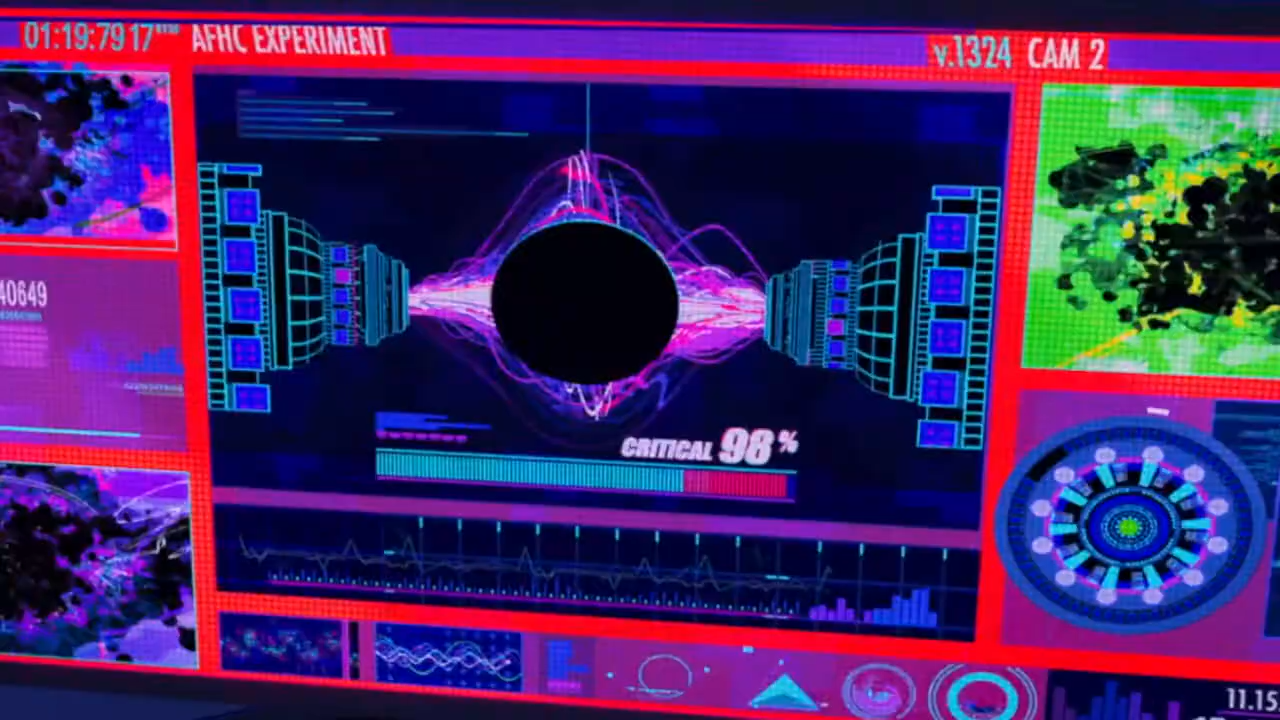 01:19:79 17
AFHC EXPERIMENT
v.1324 CAM 2
40649
CRITICAL 98%
11.15